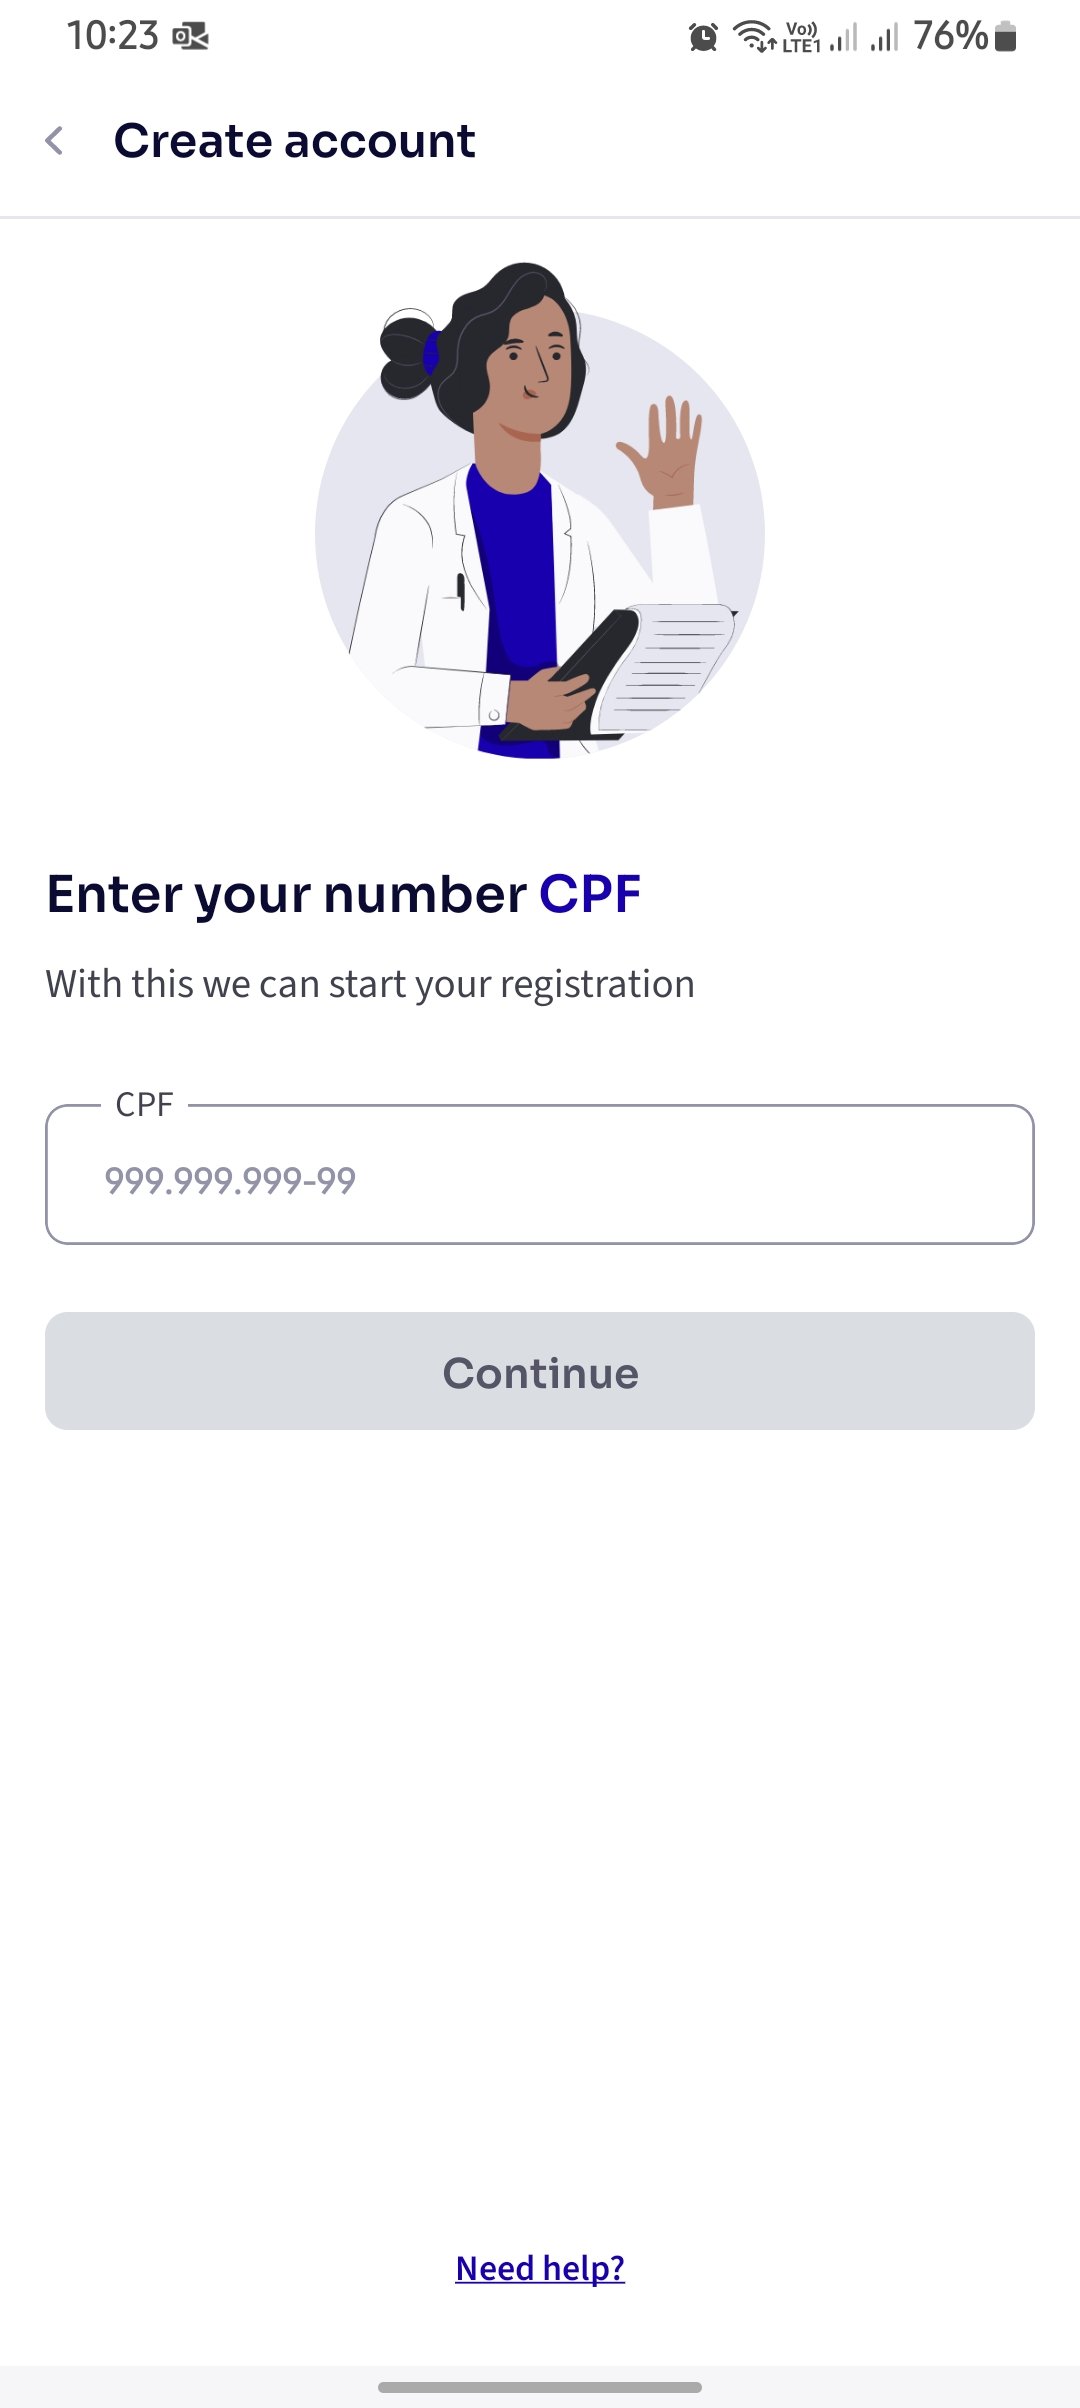 10:23
Vo))
LTE1
76%
Create account
Enter your number CPF
With this we can start your registration
CPF
999.999.999-99
Continue
Need help?